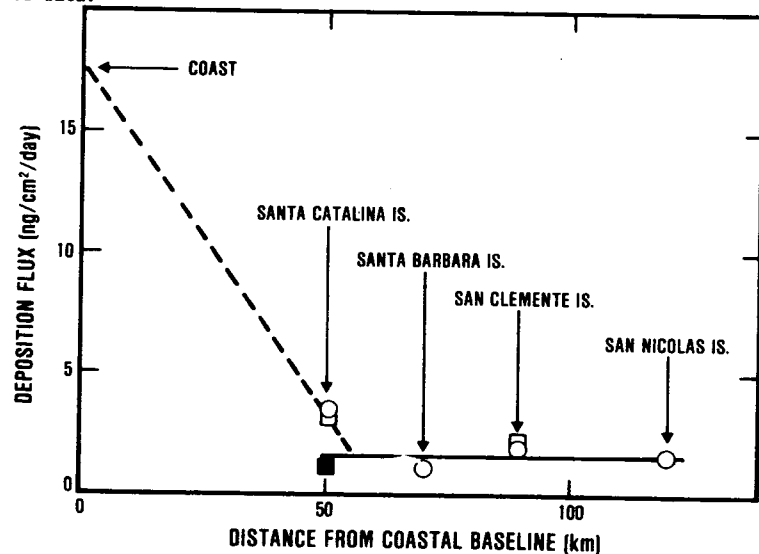 COAST
15
10
5
0
DEPOSITION FLUX (ng/cm²/day)
SANTA CATALINA IS.
SANTA BARBARA IS.
SAN CLEMENTE IS.
SAN NICOLAS IS.
0
50
100
DISTANCE FROM COASTAL BASELINE (km)